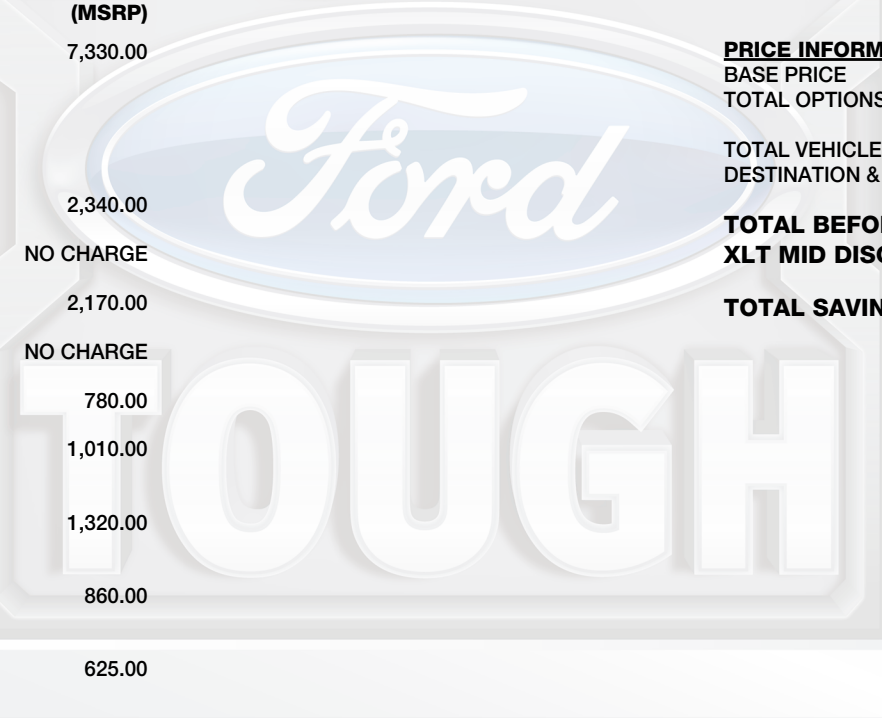 (MSRP)
7,330.00
2,340.00
NO CHARGE
2,170.00
NO CHARGE
780.00
1,010.00
1,320.00
860.00
625.00
PRICE INFORM
BASE PRICE
TOTAL OPTIONS
TOTAL VEHICLE
DESTINATION &
TOTAL BEFO
XLT MID DISC
TOTAL SAVIN
Ford
TOUGH